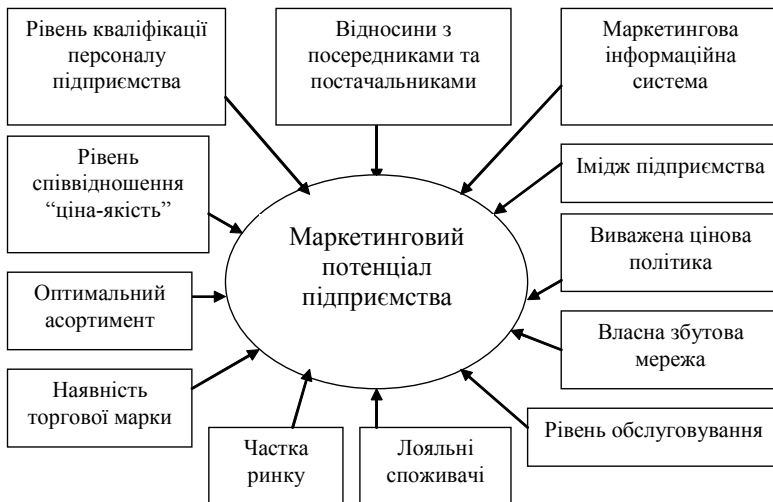 Рівень кваліфікації
персоналу
підприємства
Відносини з
посередниками та
постачальниками
Маркетингова
інформаційна
система
Рівень
співвідношення
“ціна-якість”
Імідж підприємства
Маркетинговий
потенціал
підприємства
Виважена цінова
політика
Оптимальний
асортимент
Власна збутова
мережа
Наявність
торгової марки
Частка
ринку
Лояльні
споживачі
Рівень обслуговування